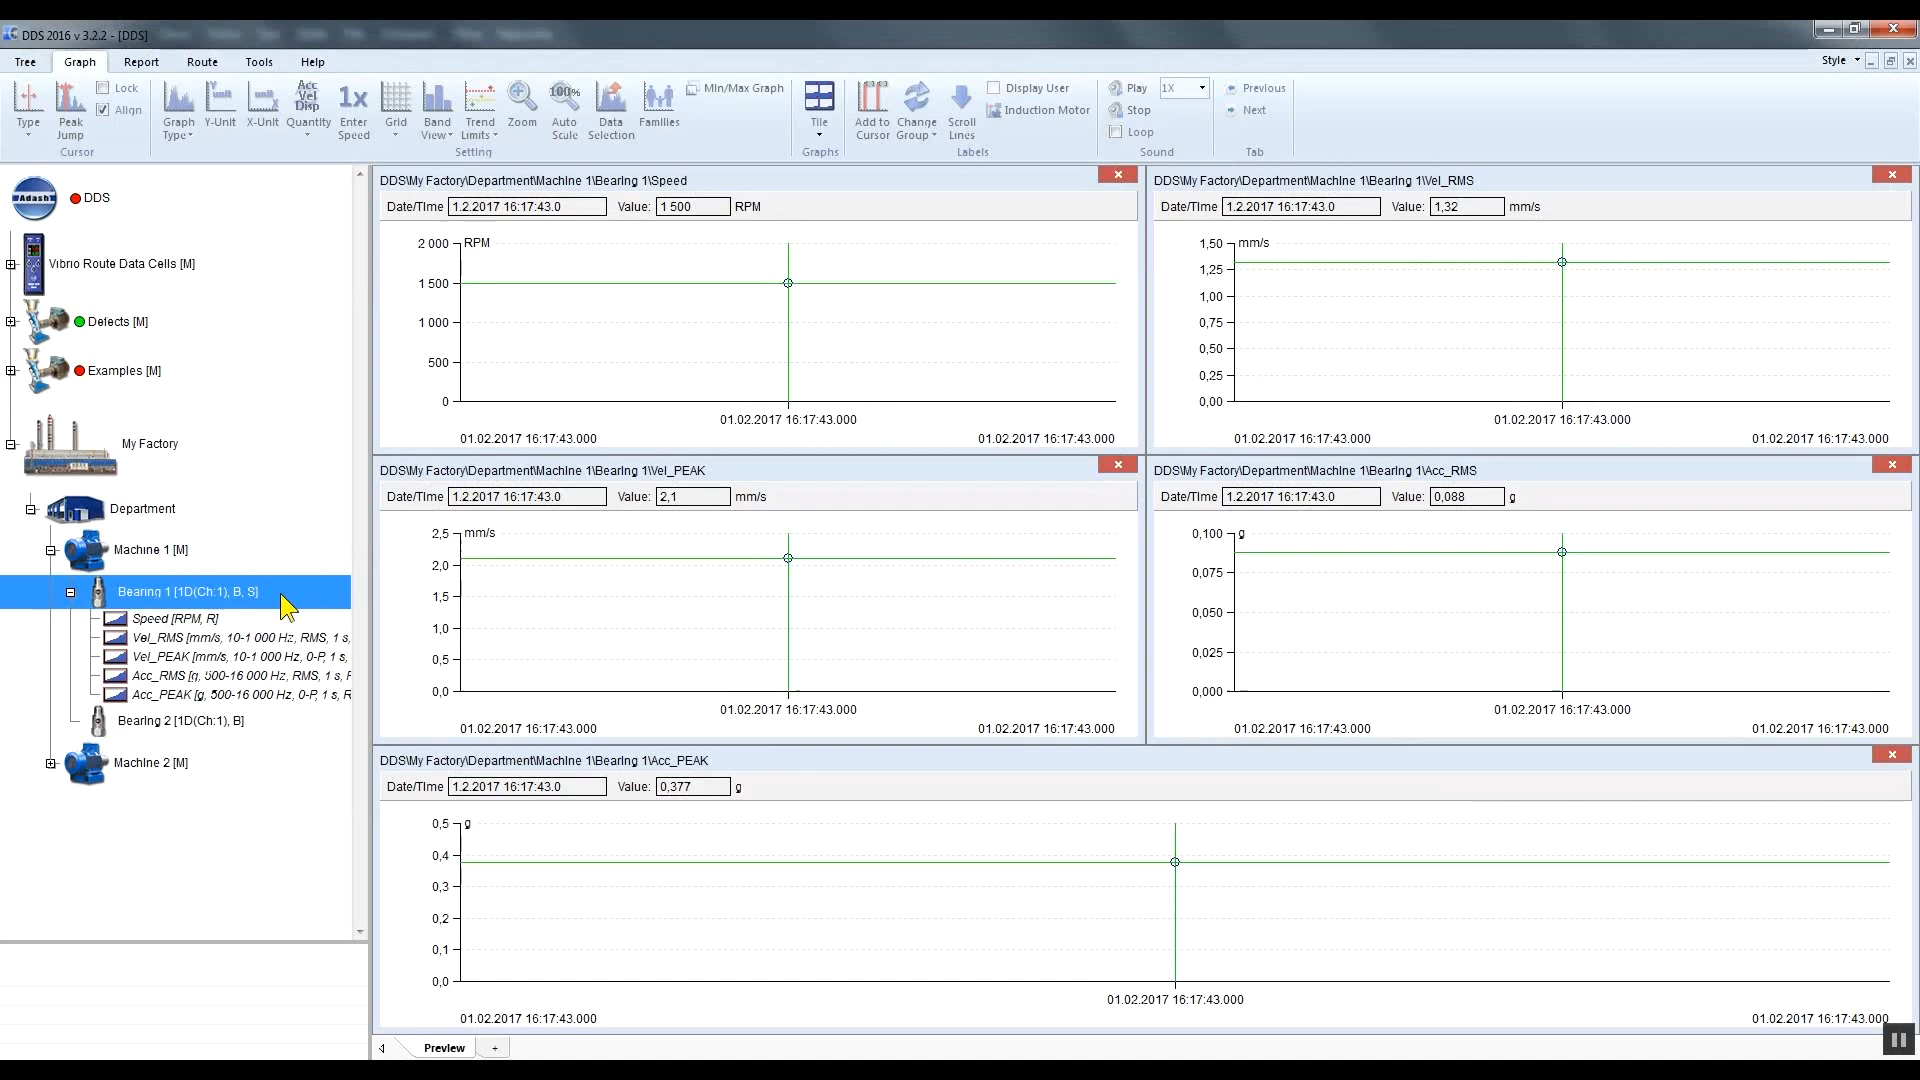 DDS 2016 v 3.2.2 - [DDS]
Tree Graph Report Route Tools Help Style
Type
Peak Jump
Lock
Align
Cursor
Graph Type
Y-Unit
X-Unit
Acc Vel Disp
Quantity
1x
Enter Speed
Grid
Band View
Trend Limits
Zoom
100%
Auto Scale
Data Selection
Families
Min/Max Graph
Setting
Tile
Graphs
Add to Cursor
Change Group
Scroll Lines
Display User
Induction Motor
Labels
Play 1X
Stop
Loop
Sound
Previous
Next
Tab
Adash
DDS
Vibrio Route Data Cells [M]
Defects [M]
Examples [M]
My Factory
Department
Machine 1 [M]
Bearing 1 [1D(Ch:1), B, S]
Speed [RPM, R]
Vel_RMS [mm/s, 10-1 000 Hz, RMS, 1 s,
Vel_PEAK [mm/s, 10-1 000 Hz, 0-P, 1 s,
Acc_RMS [g, 500-16 000 Hz, RMS, 1 s, F
Acc_PEAK [g, 500-16 000 Hz, 0-P, 1 s, R
Bearing 2 [1D(Ch:1), B]
Machine 2 [M]
DDS\My Factory\Department\Machine 1\Bearing 1\Speed
Date/Time 1.2.2017 16:17:43.0 Value: 1 500 RPM
RPM
2 000
1 500
1 000
500
0
01.02.2017 16:17:43.000
01.02.2017 16:17:43.000 01.02.2017 16:17:43.000
DDS\My Factory\Department\Machine 1\Bearing 1\Vel_RMS
Date/Time 1.2.2017 16:17:43.0 Value: 1,32 mm/s
mm/s
1,50
1,25
1,00
0,75
0,50
0,25
0,00
01.02.2017 16:17:43.000
01.02.2017 16:17:43.000 01.02.2017 16:17:43.000
DDS\My Factory\Department\Machine 1\Bearing 1\Vel_PEAK
Date/Time 1.2.2017 16:17:43.0 Value: 2,1 mm/s
mm/s
2,5
2,0
1,5
1,0
0,5
0,0
01.02.2017 16:17:43.000
01.02.2017 16:17:43.000 01.02.2017 16:17:43.000
DDS\My Factory\Department\Machine 1\Bearing 1\Acc_RMS
Date/Time 1.2.2017 16:17:43.0 Value: 0,088 g
g
0,100
0,075
0,050
0,025
0,000
01.02.2017 16:17:43.000
01.02.2017 16:17:43.000 01.02.2017 16:17:43.000
DDS\My Factory\Department\Machine 1\Bearing 1\Acc_PEAK
Date/Time 1.2.2017 16:17:43.0 Value: 0,377 g
g
0,5
0,4
0,3
0,2
0,1
0,0
01.02.2017 16:17:43.000
01.02.2017 16:17:43.000 01.02.2017 16:17:43.000
Preview +